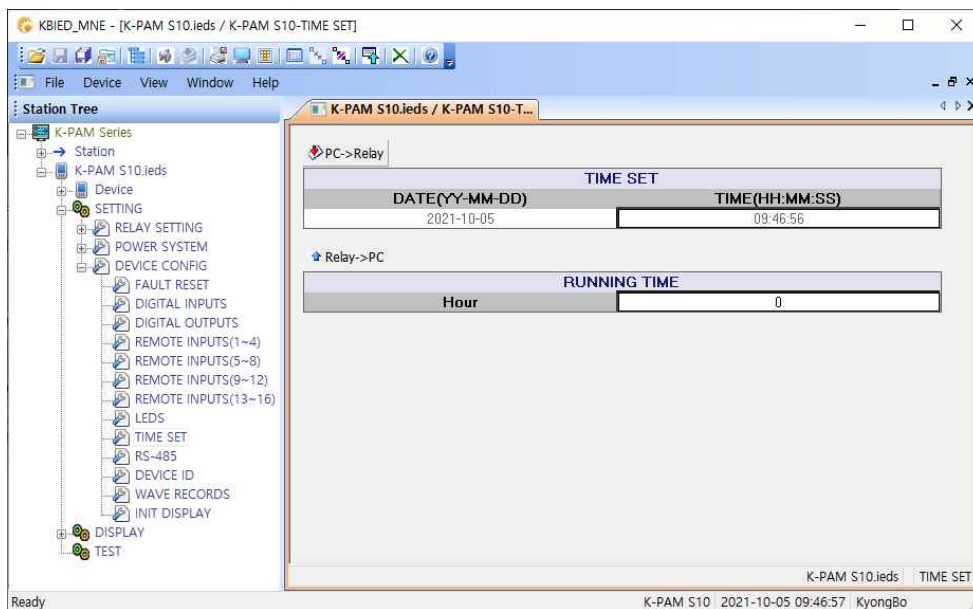 KBIED_MNE - [K-PAM S10.ieds / K-PAM S10-TIME SET]
File Device View Window Help
Station Tree
K-PAM S10.ieds / K-PAM S10-T...
K-PAM Series
Station
K-PAM S10.ieds
Device
SETTING
RELAY SETTING
POWER SYSTEM
DEVICE CONFIG
FAULT RESET
DIGITAL INPUTS
DIGITAL OUTPUTS
REMOTE INPUTS(1~4)
REMOTE INPUTS(5~8)
REMOTE INPUTS(9~12)
REMOTE INPUTS(13~16)
LEDS
TIME SET
RS-485
DEVICE ID
WAVE RECORDS
INIT DISPLAY
DISPLAY
TEST
PC->Relay
TIME SET
DATE(YY-MM-DD) TIME(HH:MM:SS)
2021-10-05 09:46:56
Relay->PC
RUNNING TIME
Hour 0
K-PAM S10.ieds TIME SET
Ready K-PAM S10 2021-10-05 09:46:57 KyongBo